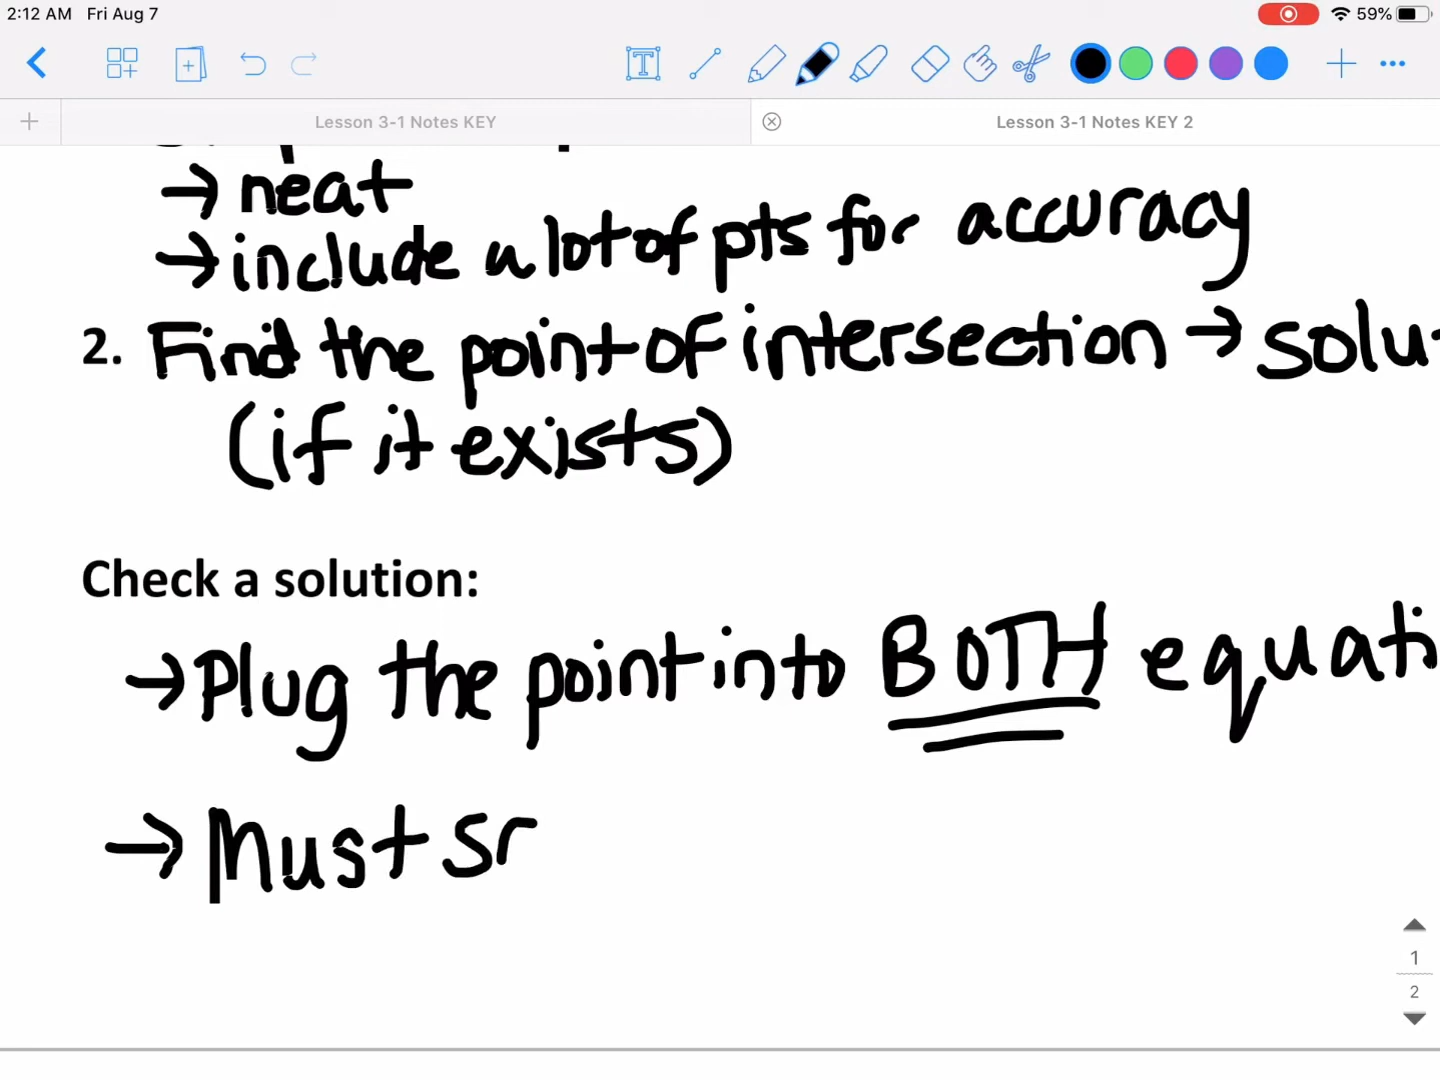 2:12 AM Fri Aug 7 59%
T
Lesson 3-1 Notes KEY Lesson 3-1 Notes KEY 2
→ neat
→ include a lot of pts for accuracy
2. Find the point of intersection → solu
(if it exists)
Check a solution:
→ Plug the point into BOTH equati
→ Must
1
2